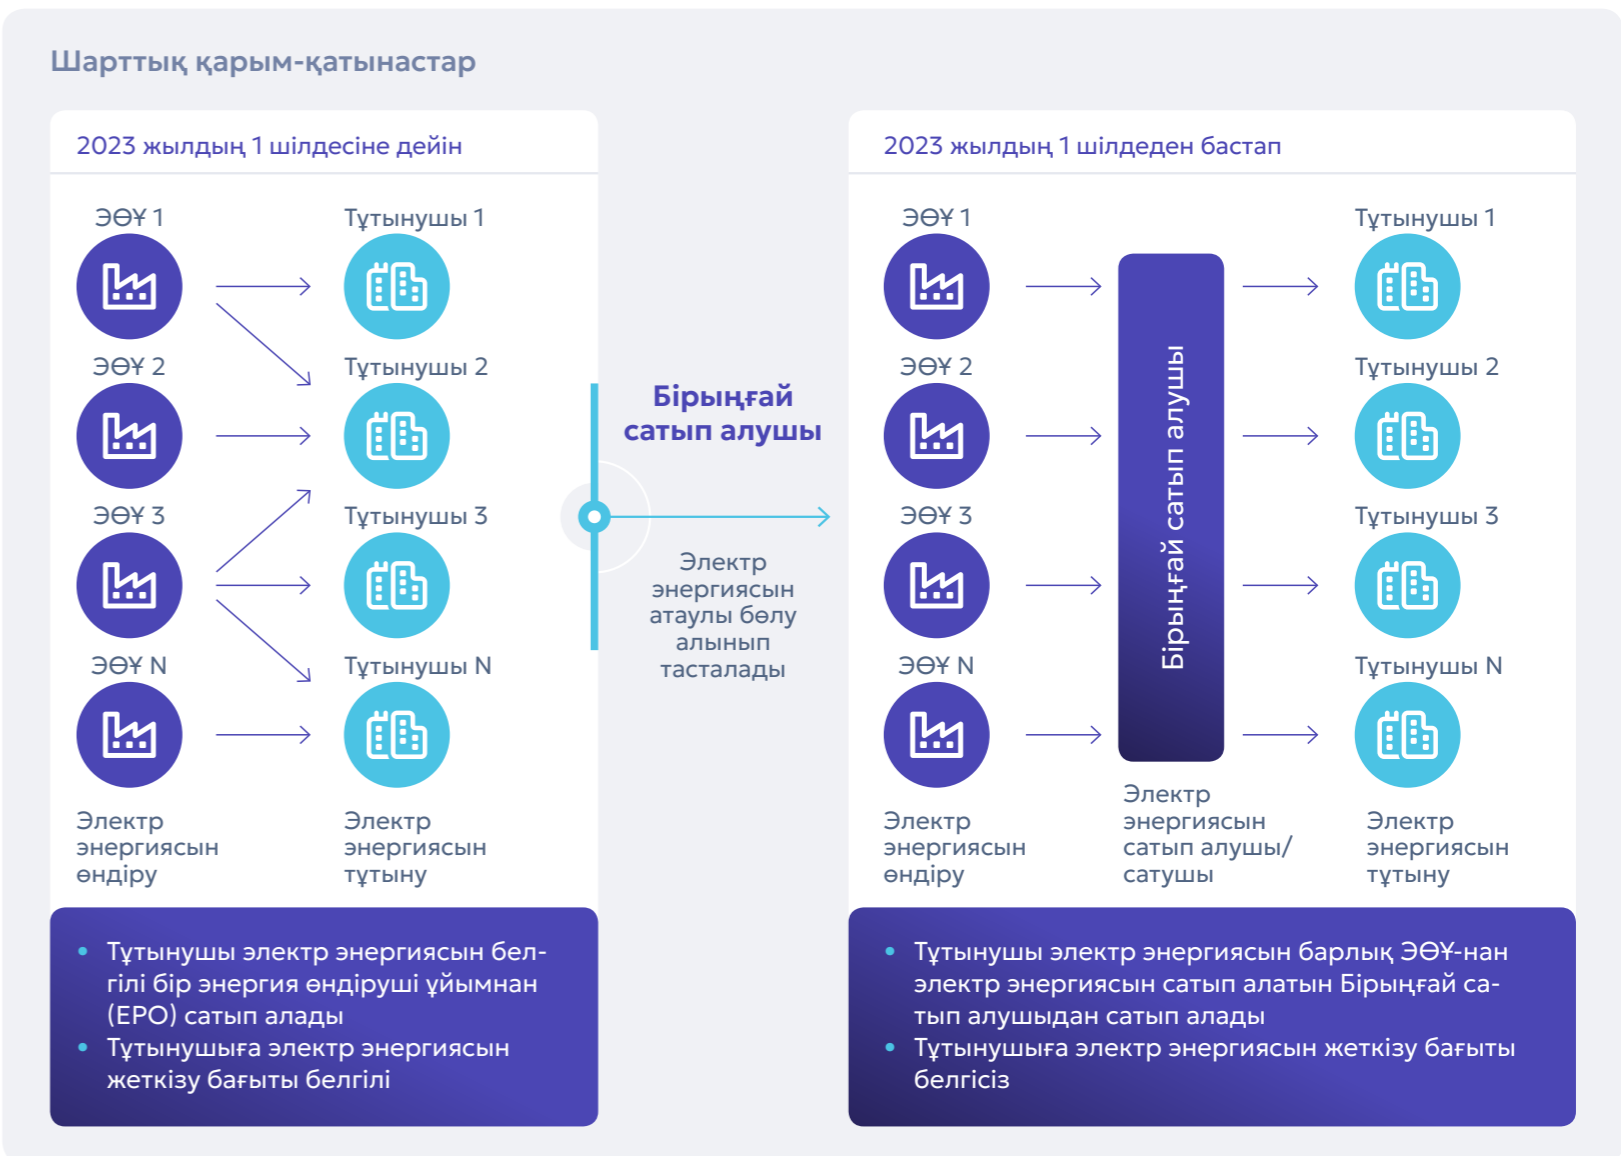 Шарттық қарым-қатынастар
2023 жылдың 1 шілдесіне дейін
ЭӨҰ 1
Тұтынушы 1
ЭӨҰ 2
Тұтынушы 2
ЭӨҰ 3
Тұтынушы 3
ЭӨҰ N
Тұтынушы N
Электр
энергиясын
өндіру
Электр
энергиясын
тұтыну
• Тұтынушы электр энергиясын бел-
гілі бір энергия өндіруші ұйымнан
(ЕРО) сатып алады
• Тұтынушыға электр энергиясын
жеткізу бағыты белгілі
Бірыңғай
сатып алушы
Электр
энергиясын
атаулы бөлу
алынып
тасталады
2023 жылдың 1 шілдеден бастап
ЭӨҰ 1
Тұтынушы 1
ЭӨҰ 2
Тұтынушы 2
ЭӨҰ 3
Тұтынушы 3
ЭӨҰ N
Тұтынушы N
Бірыңғай сатып алушы
Электр
энергиясын
өндіру
Электр
энергиясын
сатып алушы/
сатушы
Электр
энергиясын
тұтыну
• Тұтынушы электр энергиясын барлық ЭӨҰ-нан
электр энергиясын сатып алатын Бірыңғай са-
тып алушыдан сатып алады
• Тұтынушыға электр энергиясын жеткізу бағыты
белгісіз